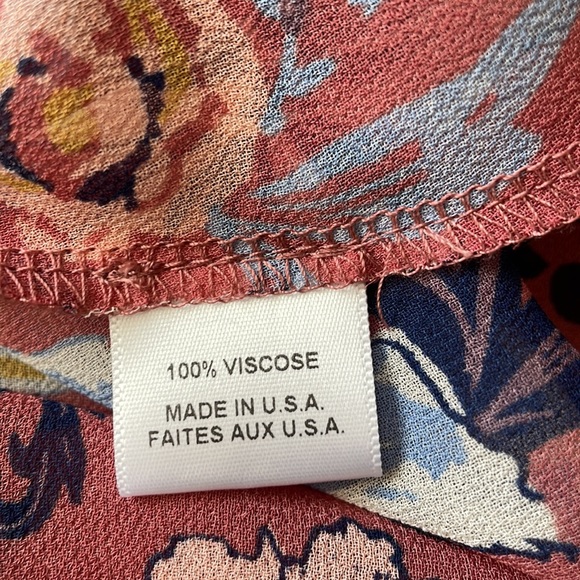 100% VISCOSE
MADE IN U.S.A.
FAITES AUX U.S.A.